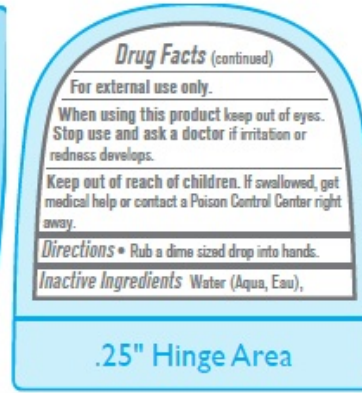 Drug Facts (continued)
For external use only.
When using this product keep out of eyes.
Stop use and ask a doctor if irritation or
redness develops.
Keep out of reach of children. If swallowed, get
medical help or contact a Poison Control Center right
away.
Directions • Rub a dime sized drop into hands.
Inactive Ingredients Water (Aqua, Eau),
.25" Hinge Area